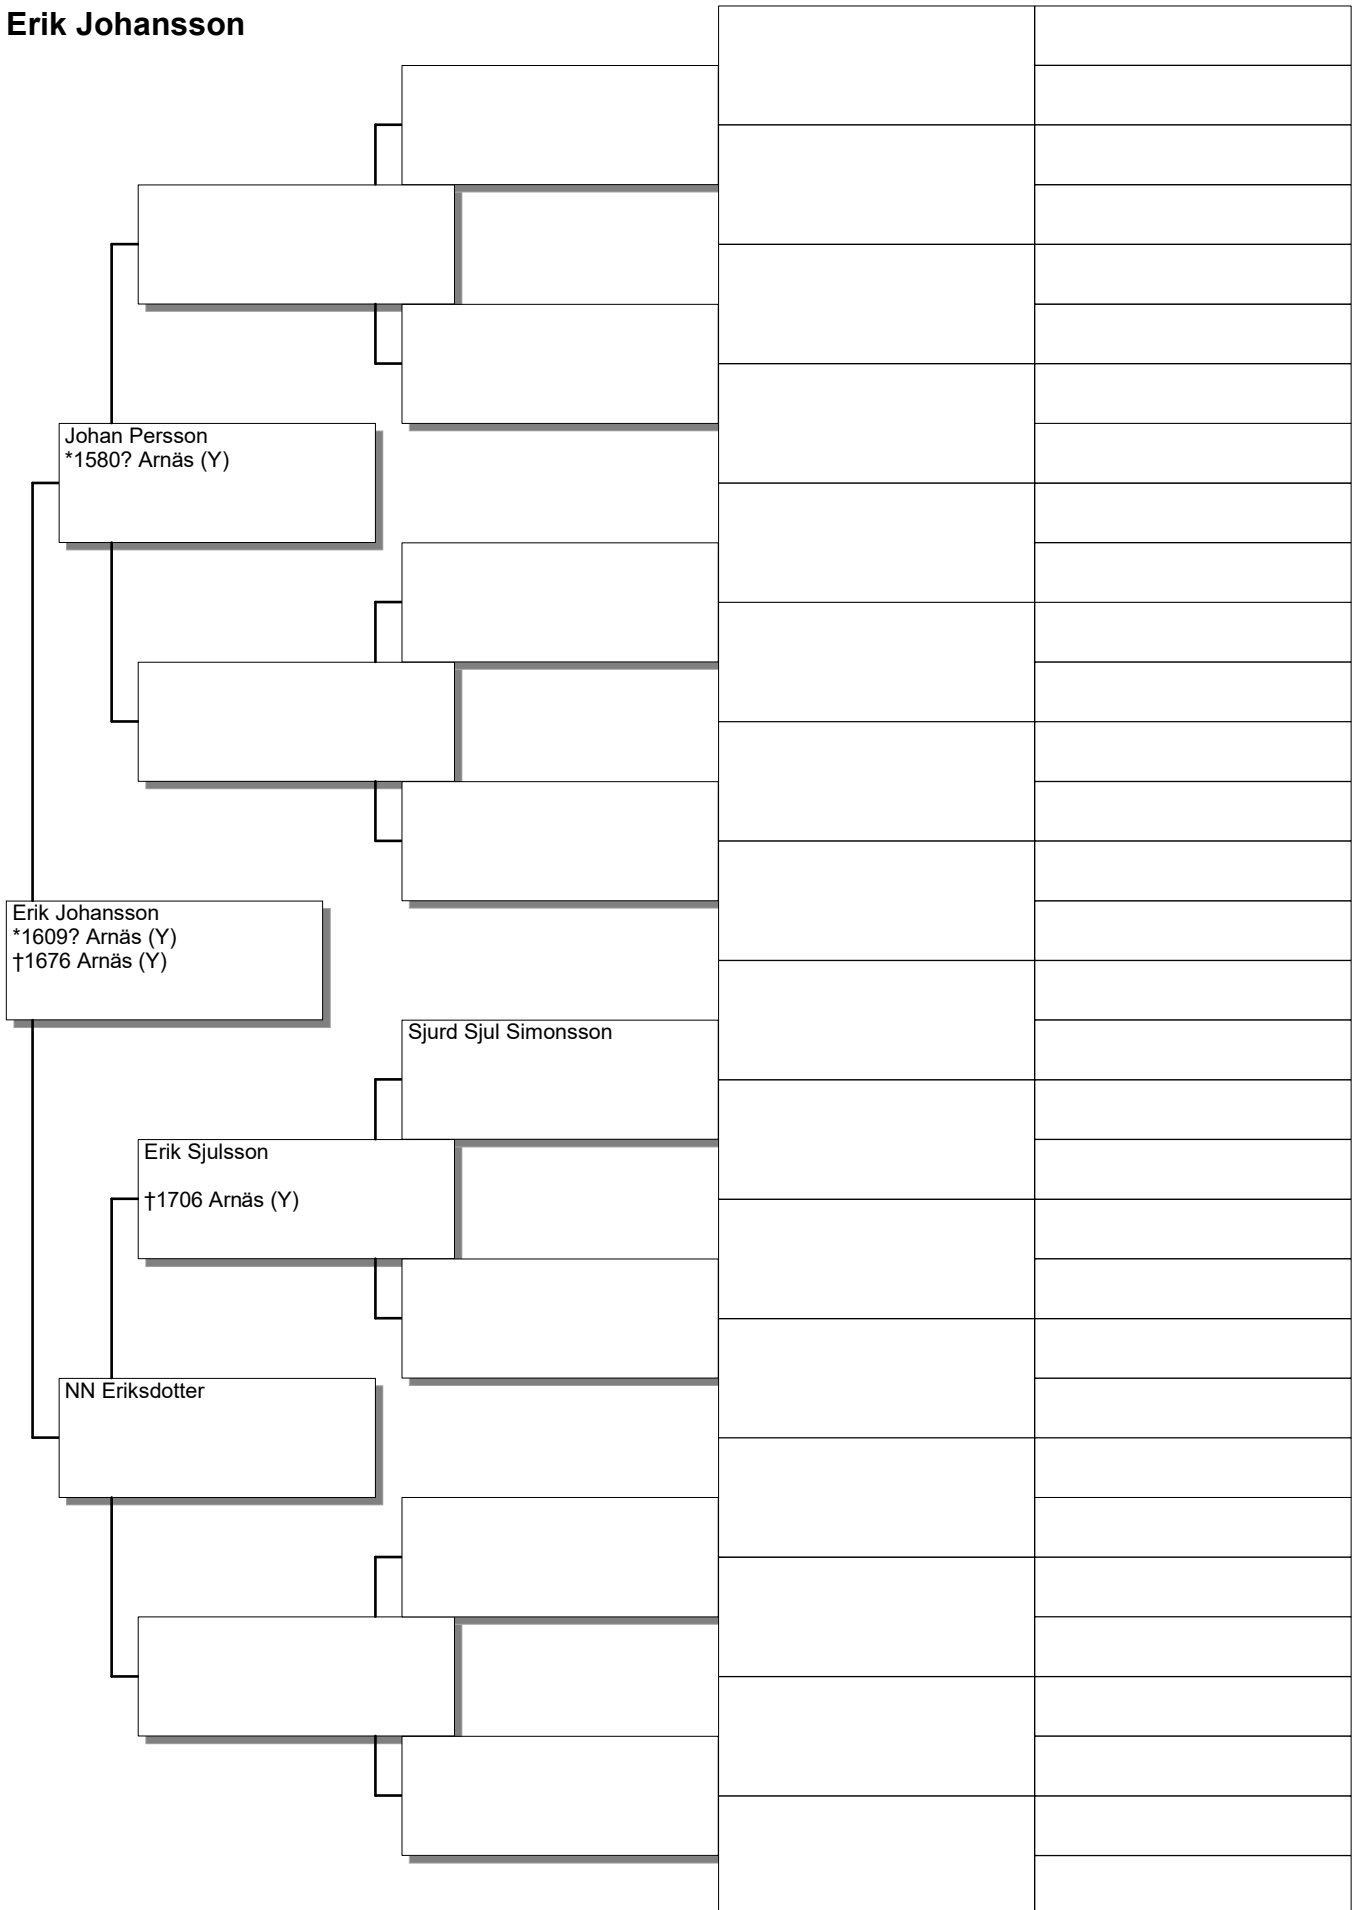 Erik Johansson
Johan Persson
*1580? Arnäs (Y)
Erik Johansson
*1609? Arnäs (Y)
†1676 Arnäs (Y)
Sjurd Sjul Simonsson
Erik Sjulsson
†1706 Arnäs (Y)
NN Eriksdotter